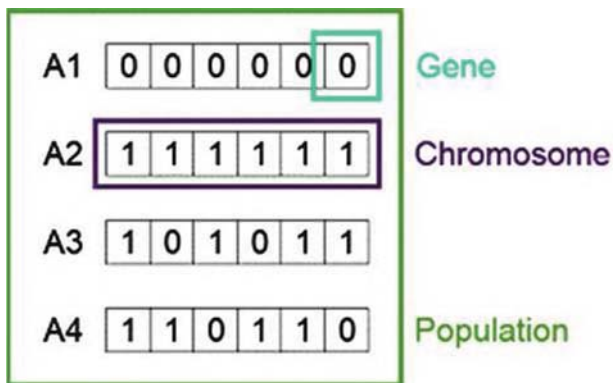 A1 0 0 0 0 0 0 Gene
A2 1 1 1 1 1 1 Chromosome
A3 1 0 1 0 1 1
A4 1 1 0 1 1 0 Population